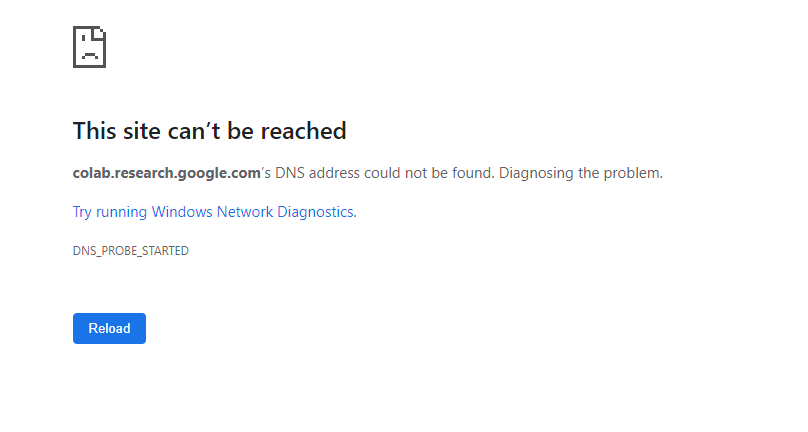 This site can’t be reached
colab.research.google.com’s DNS address could not be found. Diagnosing the problem.
Try running Windows Network Diagnostics.
DNS_PROBE_STARTED
Reload